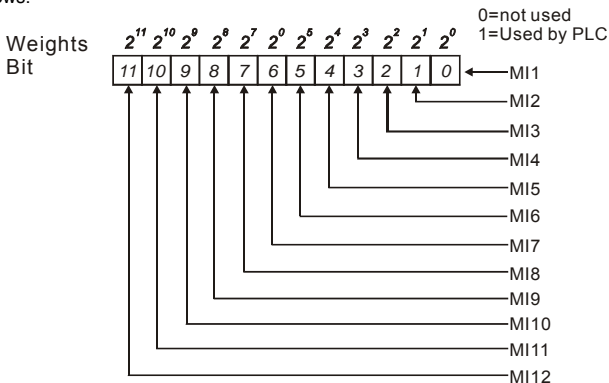 ows:
0=not used
1=Used by PLC
Weights 2¹¹ 2¹⁰ 2⁹ 2⁸ 2⁷ 2⁰ 2⁵ 2⁴ 2³ 2² 2¹ 2⁰
Bit 11 10 9 8 7 6 5 4 3 2 1 0
MI1
MI2
MI3
MI4
MI5
MI6
MI7
MI8
MI9
MI10
MI11
MI12